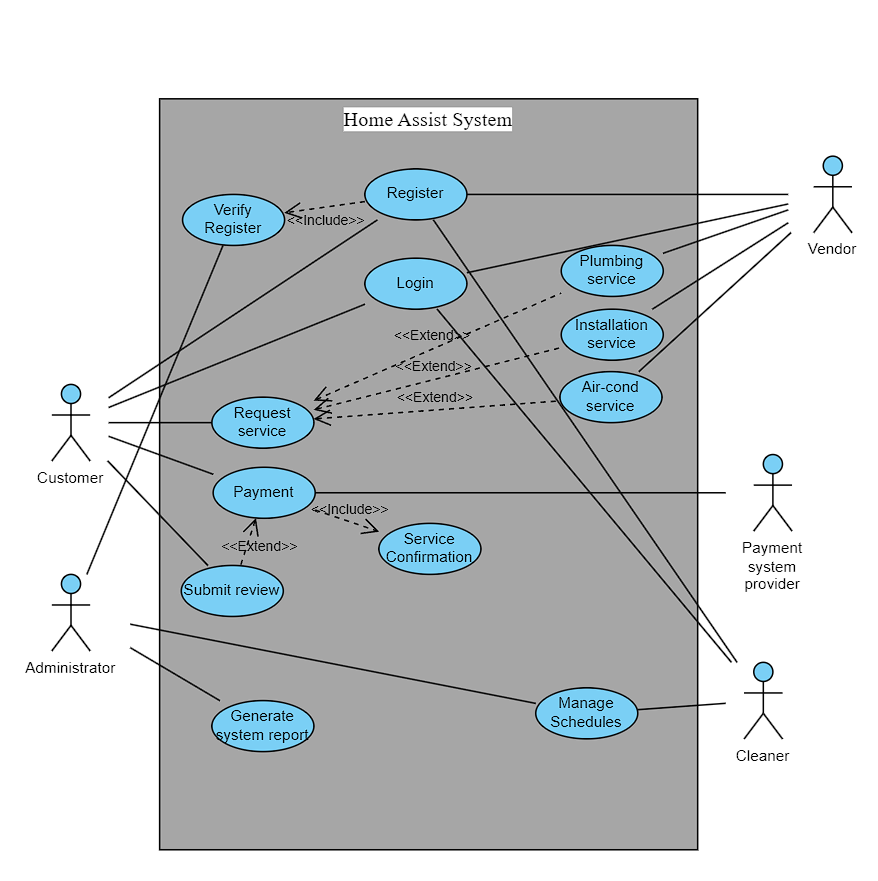 Home Assist System
Register
Verify
Register
<<Include>>
Vendor
Login
Plumbing
service
<<Extend>>
Installation
service
<<Extend>>
Air-cond
service
<<Extend>>
Request
service
Customer
Payment
<<Include>>
Service
Confirmation
<<Extend>>
Payment
system
provider
Submit review
Administrator
Manage
Schedules
Generate
system report
Cleaner